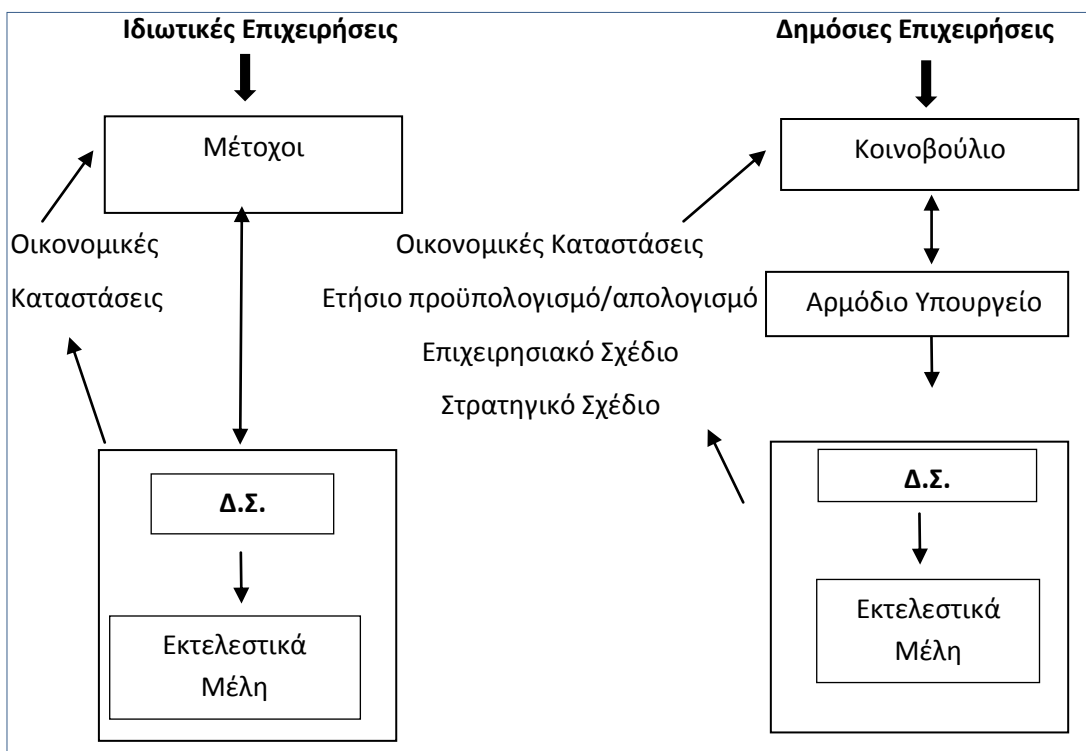 Ιδιωτικές Επιχειρήσεις
Μέτοχοι
Οικονομικές
Καταστάσεις
Δ.Σ.
Εκτελεστικά
Μέλη
Δημόσιες Επιχειρήσεις
Κοινοβούλιο
Οικονομικές Καταστάσεις
Ετήσιο προϋπολογισμό/απολογισμό
Επιχειρησιακό Σχέδιο
Στρατηγικό Σχέδιο
Αρμόδιο Υπουργείο
Δ.Σ.
Εκτελεστικά
Μέλη